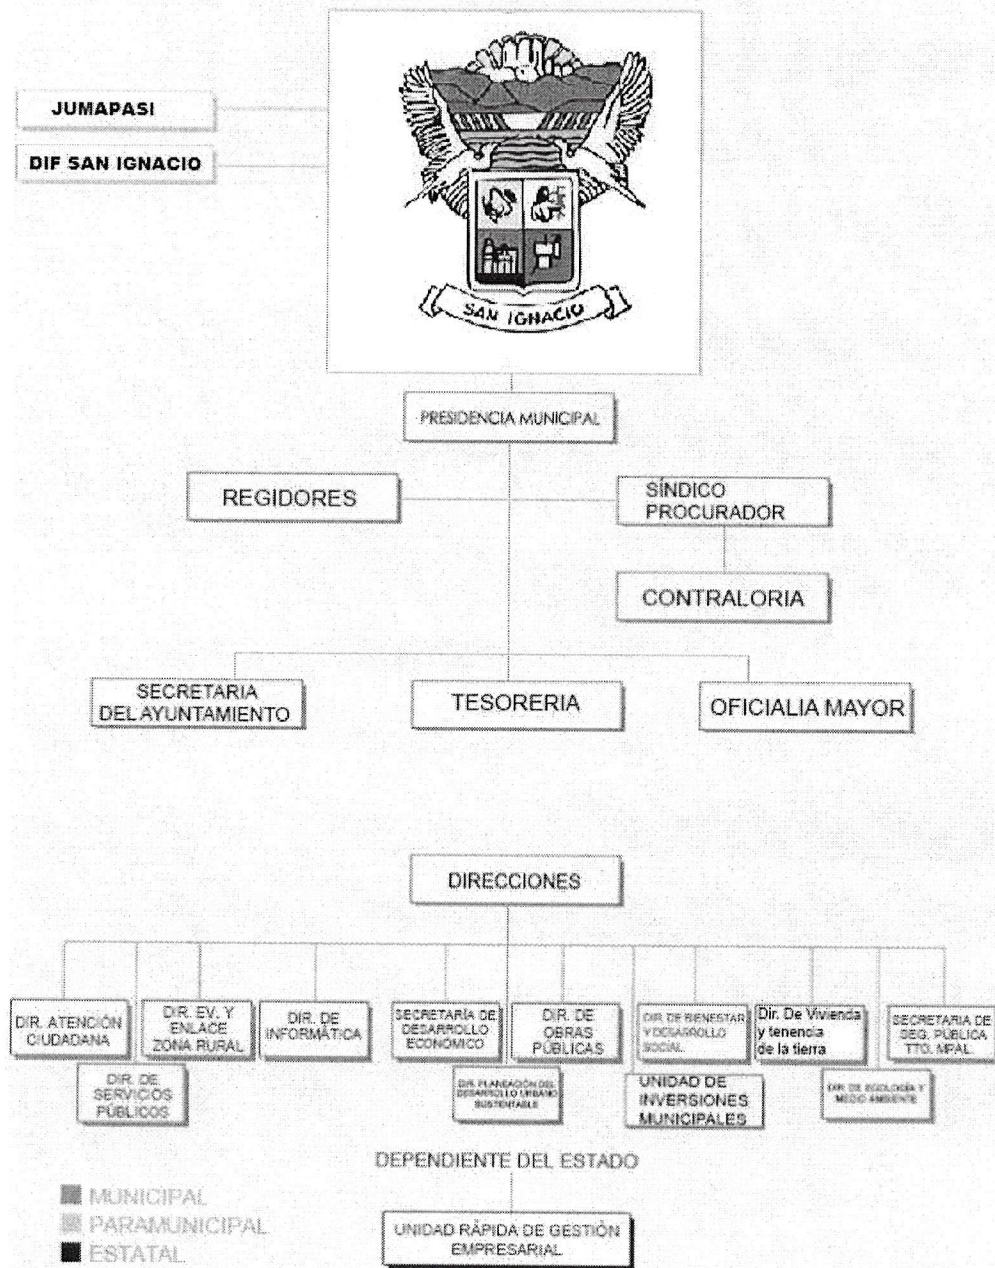 JUMAPASI
DIF SAN IGNACIO
SAN IGNACIO
PRESIDENCIA MUNICIPAL
REGIDORES
SÍNDICO
PROCURADOR
CONTRALORIA
SECRETARIA
DEL AYUNTAMIENTO
TESORERIA
OFICIALIA MAYOR
DIRECCIONES
DIR. ATENCIÓN
CIUDADANA
DIR. EV. Y
ENLACE
ZONA RURAL
DIR. DE
INFORMÁTICA
SECRETARÍA DE
DESARROLLO
ECONÓMICO
DIR. DE
OBRAS
PÚBLICAS
DIR. DE BIENESTAR
Y DESARROLLO
SOCIAL
Dir. De Vivienda
y tenencia
de la tierra
SECRETARIA DE
SEG. PÚBLICA
TTO. MPAL.
DIR. DE
SERVICIOS
PÚBLICOS
DIR. PLANEACIÓN DEL
DESARROLLO URBANO
SUSTENTABLE
UNIDAD DE
INVERSIONES
MUNICIPALES
DIR. DE ECOLOGÍA Y
MEDIO AMBIENTE
DEPENDIENTE DEL ESTADO
MUNICIPAL
PARAMUNICIPAL
ESTATAL
UNIDAD RÁPIDA DE GESTIÓN
EMPRESARIAL